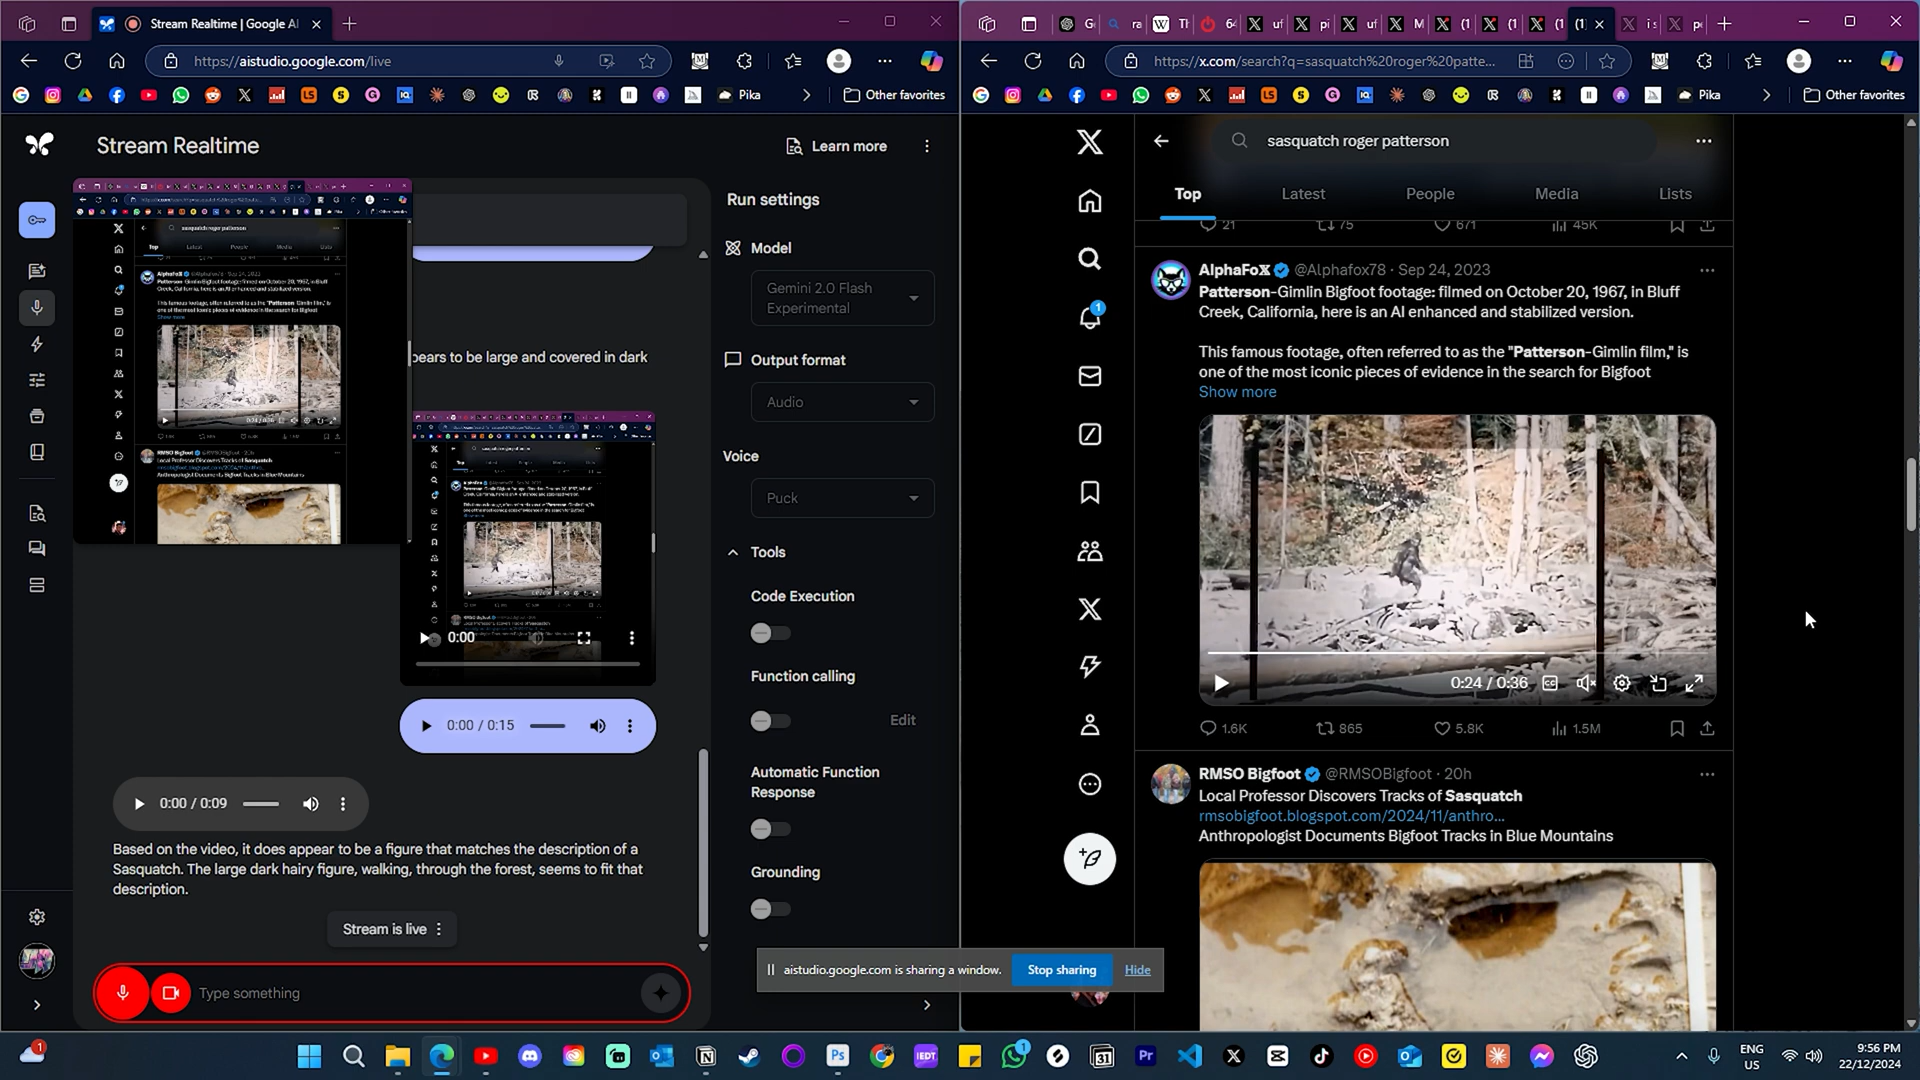 Stream Realtime | Google AI
https://aistudio.google.com/live
Pika
Other favorites
Stream Realtime
Learn more
pears to be large and covered in dark
0:00
0:00 / 0:15
0:00 / 0:09
Based on the video, it does appear to be a figure that matches the description of a
Sasquatch. The large dark hairy figure, walking, through the forest, seems to fit that
description.
Stream is live
Type something
Run settings
Model
Gemini 2.0 Flash
Experimental
Output format
Audio
Voice
Puck
Tools
Code Execution
Function calling
Edit
Automatic Function
Response
Grounding
aistudio.google.com is sharing a window.
Stop sharing
Hide
https://x.com/search?q=sasquatch%20roger%20patte...
Pika
Other favorites
sasquatch roger patterson
Top
Latest
People
Media
Lists
21
75
671
45K
AlphaFoX @Alphafox78 · Sep 24, 2023
Patterson-Gimlin Bigfoot footage: filmed on October 20, 1967, in Bluff
Creek, California, here is an AI enhanced and stabilized version.
This famous footage, often referred to as the "Patterson-Gimlin film," is
one of the most iconic pieces of evidence in the search for Bigfoot
Show more
0:24 / 0:36
1.6K
865
5.8K
1.5M
RMSO Bigfoot @RMSOBigfoot · 20h
Local Professor Discovers Tracks of Sasquatch
rmsobigfoot.blogspot.com/2024/11/anthro...
Anthropologist Documents Bigfoot Tracks in Blue Mountains
ENG
US
9:56 PM
22/12/2024